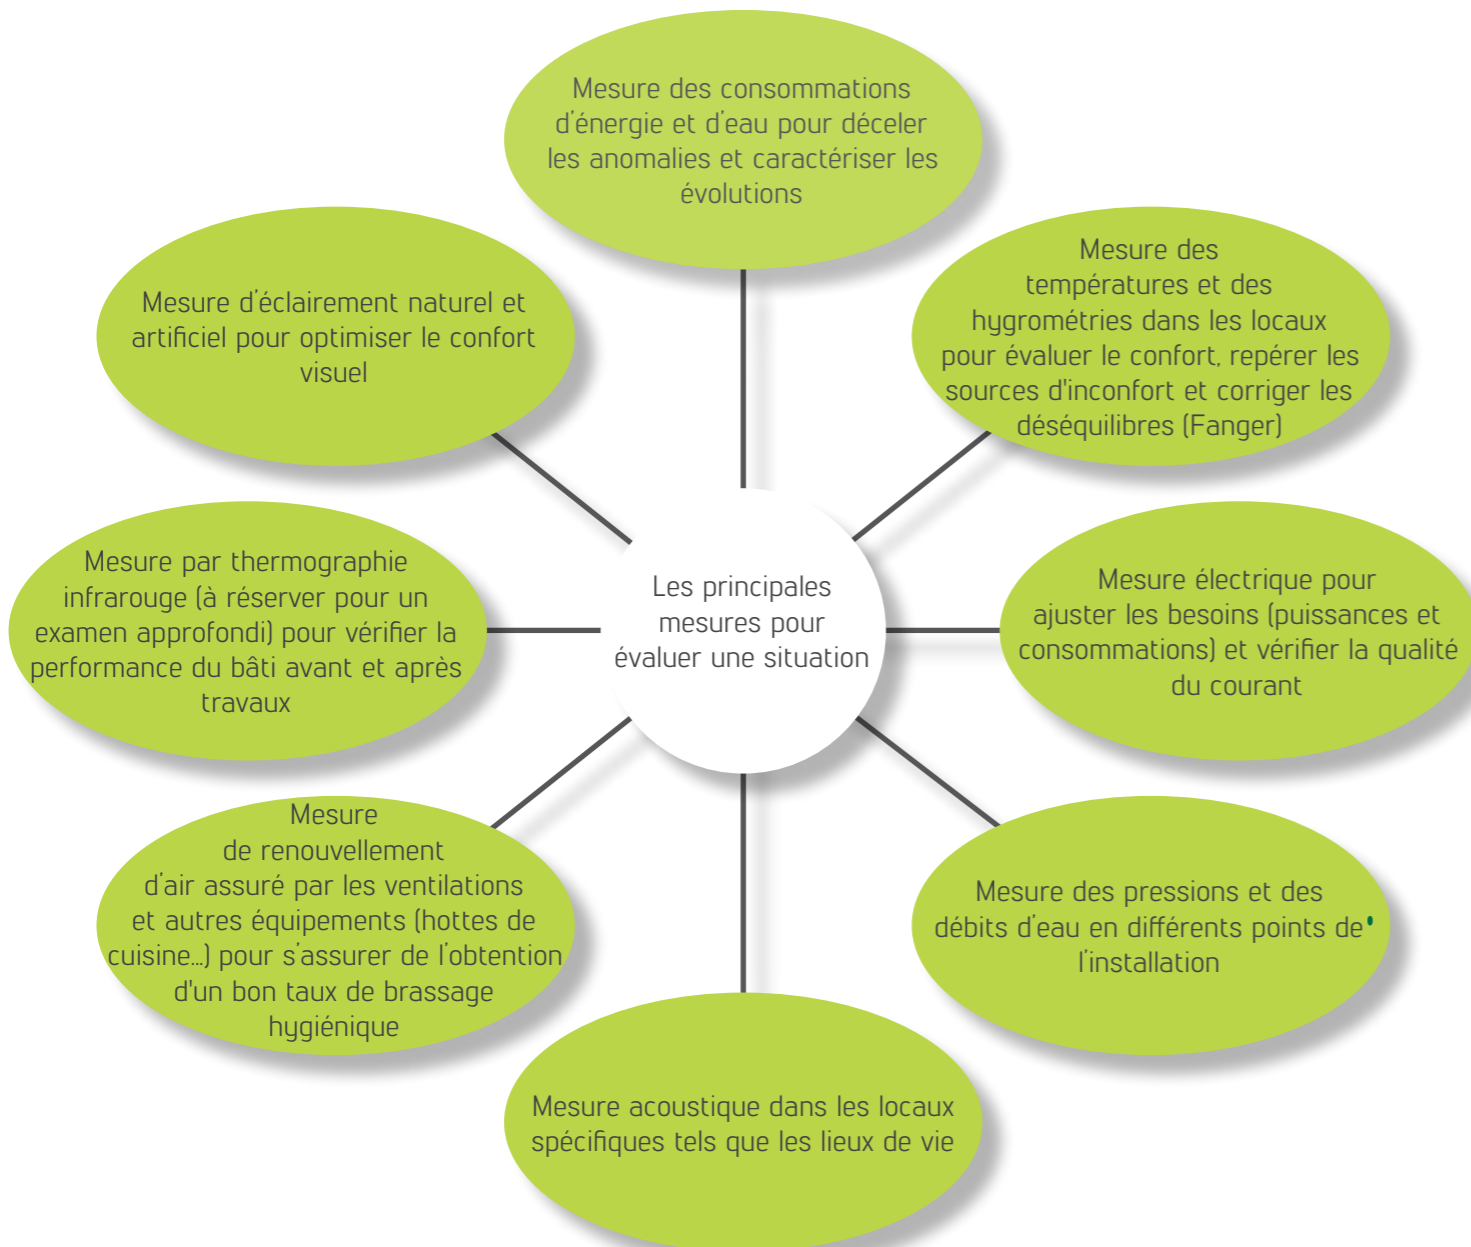 Mesure des consommations
d'énergie et d'eau pour déceler
les anomalies et caractériser les
évolutions
Mesure des
températures et des
hygrométries dans les locaux
pour évaluer le confort, repérer les
sources d'inconfort et corriger les
déséquilibres (Fanger)
Mesure électrique pour
ajuster les besoins (puissances et
consommations) et vérifier la qualité
du courant
Mesure des pressions et des
débits d'eau en différents points de
l'installation
Mesure acoustique dans les locaux
spécifiques tels que les lieux de vie
Mesure
de renouvellement
d'air assuré par les ventilations
et autres équipements (hottes de
cuisine...) pour s'assurer de l'obtention
d'un bon taux de brassage
hygiénique
Mesure par thermographie
infrarouge (à réserver pour un
examen approfondi) pour vérifier la
performance du bâti avant et après
travaux
Mesure d'éclairement naturel et
artificiel pour optimiser le confort
visuel
Les principales
mesures pour
évaluer une situation